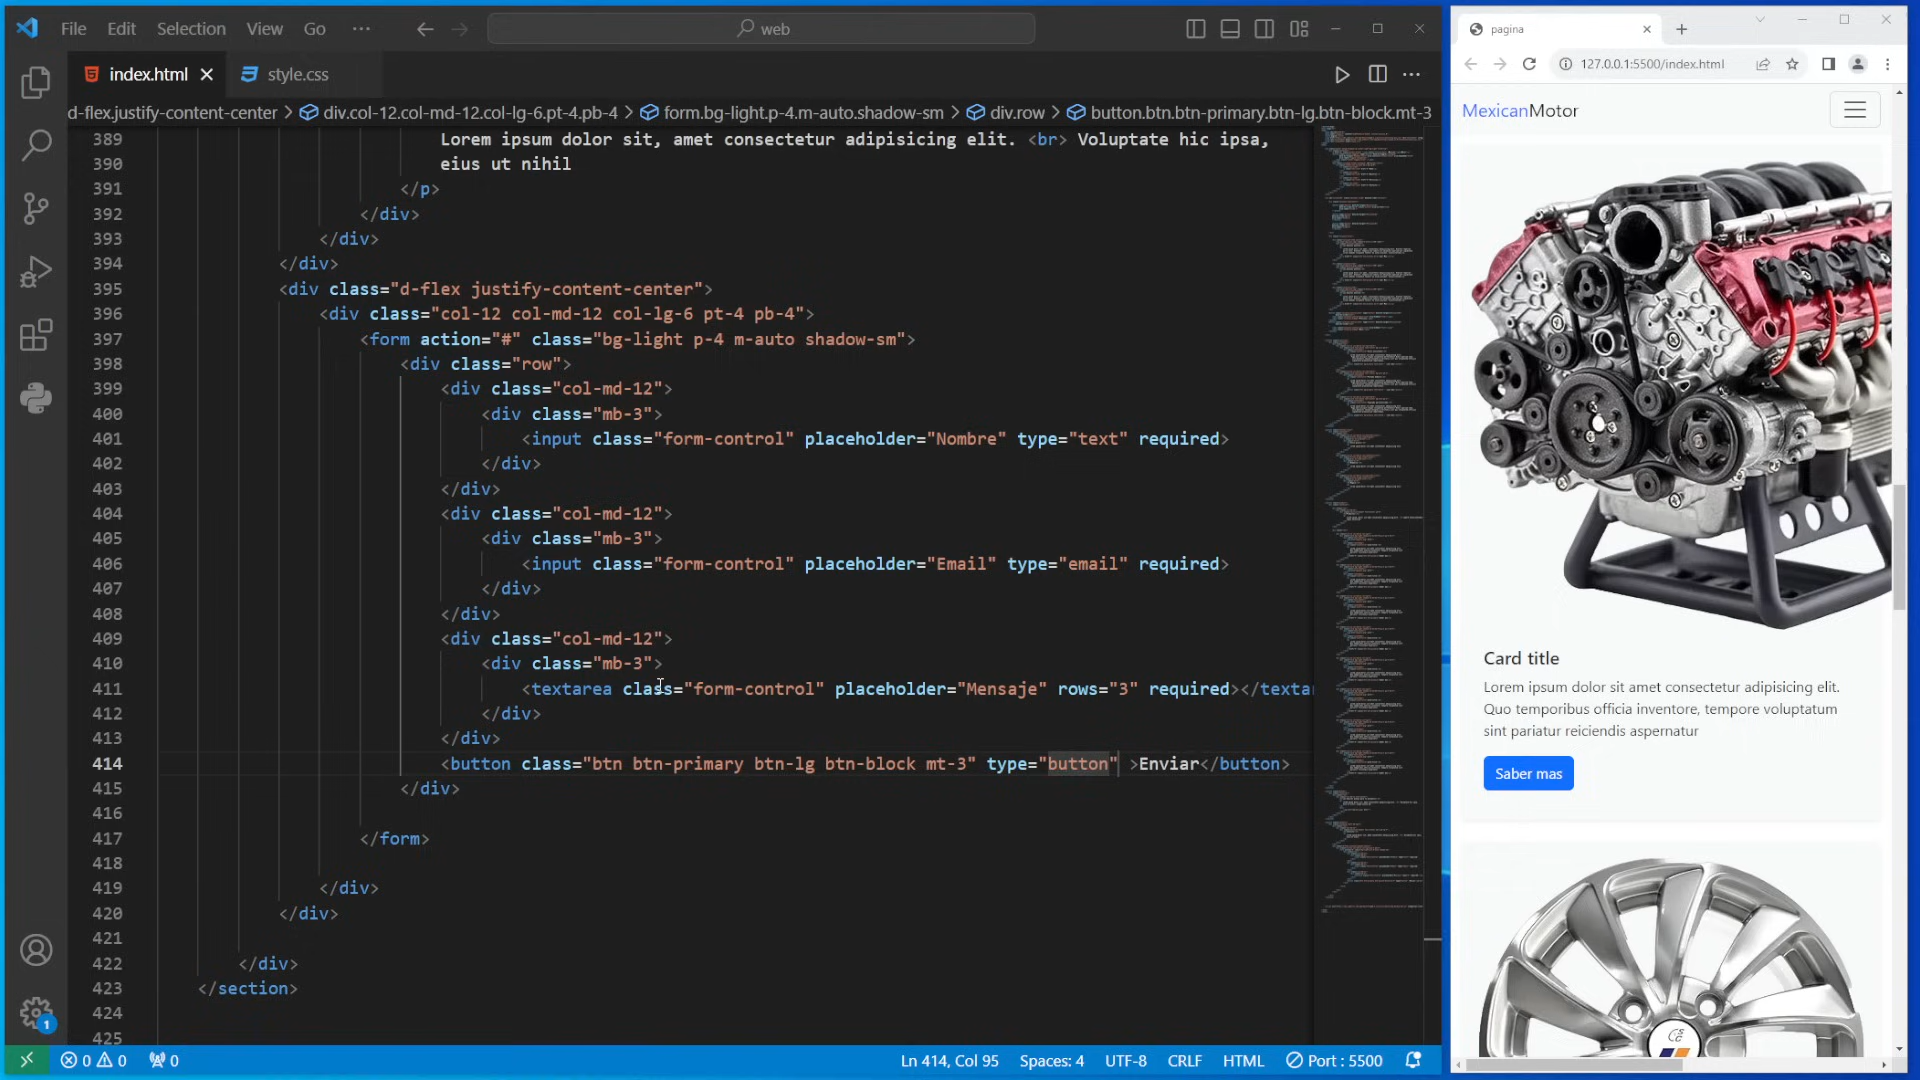 File Edit Selection View Go ··· web
index.html style.css
d-flex.justify-content-center > div.col-12.col-md-12.col-lg-6.pt-4.pb-4 > form.bg-light.p-4.m-auto.shadow-sm > div.row > button.btn.btn-primary.btn-lg.btn-block.mt-3
389 Lorem ipsum dolor sit, amet consectetur adipisicing elit. <br> Voluptate hic ipsa,
390 eius ut nihil
391 </p>
392 </div>
393 </div>
394 </div>
395 <div class="d-flex justify-content-center">
396 <div class="col-12 col-md-12 col-lg-6 pt-4 pb-4">
397 <form action="#" class="bg-light p-4 m-auto shadow-sm">
398 <div class="row">
399 <div class="col-md-12">
400 <div class="mb-3">
401 <input class="form-control" placeholder="Nombre" type="text" required>
402 </div>
403 </div>
404 <div class="col-md-12">
405 <div class="mb-3">
406 <input class="form-control" placeholder="Email" type="email" required>
407 </div>
408 </div>
409 <div class="col-md-12">
410 <div class="mb-3">
411 <textarea class="form-control" placeholder="Mensaje" rows="3" required></textar
412 </div>
413 </div>
414 <button class="btn btn-primary btn-lg btn-block mt-3" type="button" >Enviar</button>
415 </div>
416
417 </form>
418
419 </div>
420 </div>
421
422 </div>
423 </section>
424
425
1
0 0 0 Ln 414, Col 95 Spaces: 4 UTF-8 CRLF HTML Port : 5500
pagina
127.0.0.1:5500/index.html
MexicanMotor
Card title
Lorem ipsum dolor sit amet consectetur adipisicing elit.
Quo temporibus officia inventore, tempore voluptatum
sint pariatur reiciendis aspernatur
Saber mas